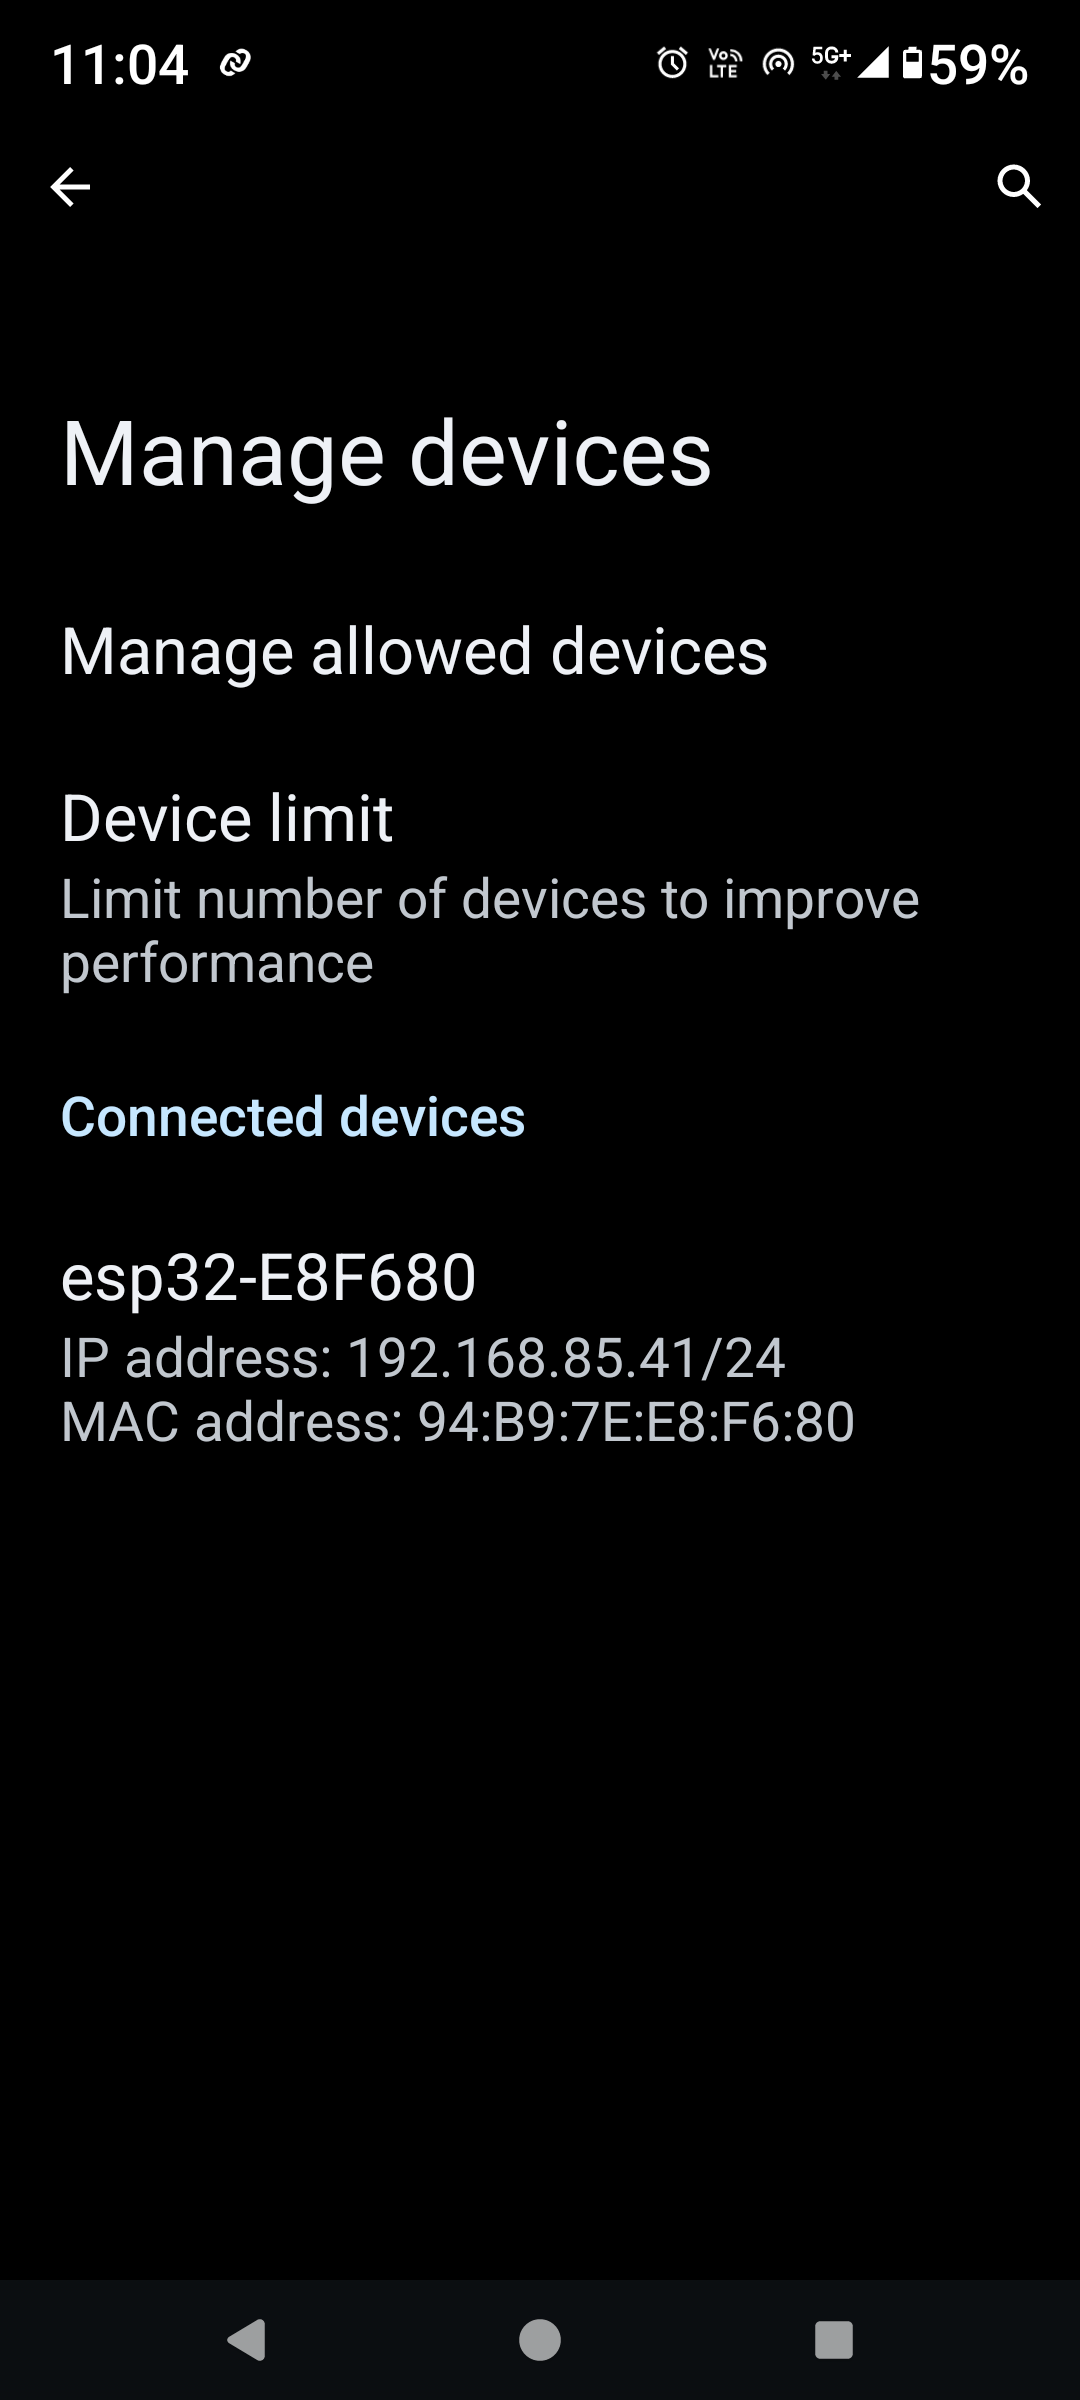 11:04 Vo LTE 5G+ 59%
Manage devices
Manage allowed devices
Device limit
Limit number of devices to improve
performance
Connected devices
esp32-E8F680
IP address: 192.168.85.41/24
MAC address: 94:B9:7E:E8:F6:80